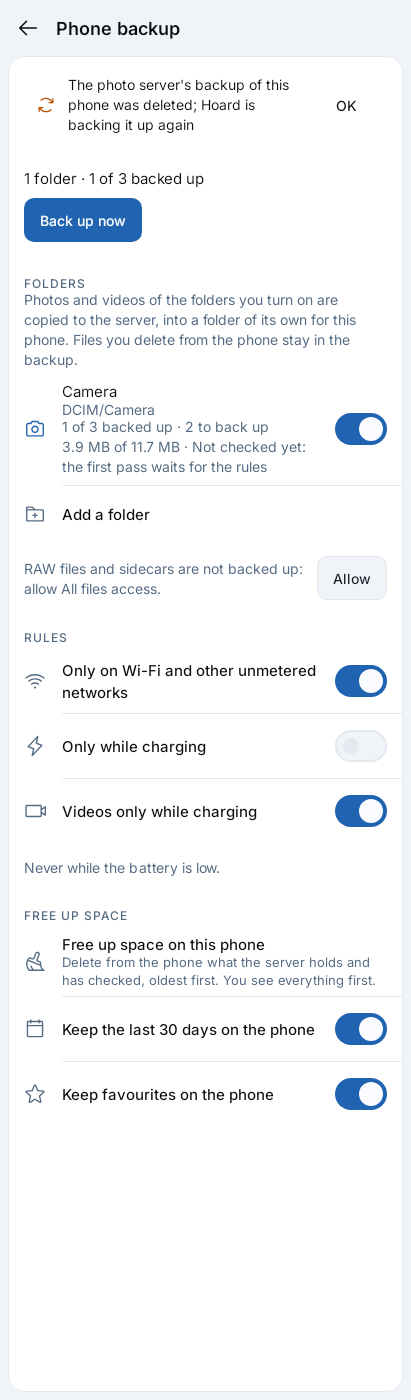 Phone backup
The photo server's backup of this
phone was deleted; Hoard is
backing it up again
OK
1 folder · 1 of 3 backed up
Back up now
FOLDERS
Photos and videos of the folders you turn on are
copied to the server, into a folder of its own for this
phone. Files you delete from the phone stay in the
backup.
Camera
DCIM/Camera
1 of 3 backed up · 2 to back up
3.9 MB of 11.7 MB · Not checked yet:
the first pass waits for the rules
Add a folder
RAW files and sidecars are not backed up:
allow All files access.
Allow
RULES
Only on Wi-Fi and other unmetered
networks
Only while charging
Videos only while charging
Never while the battery is low.
FREE UP SPACE
Free up space on this phone
Delete from the phone what the server holds and
has checked, oldest first. You see everything first.
Keep the last 30 days on the phone
Keep favourites on the phone